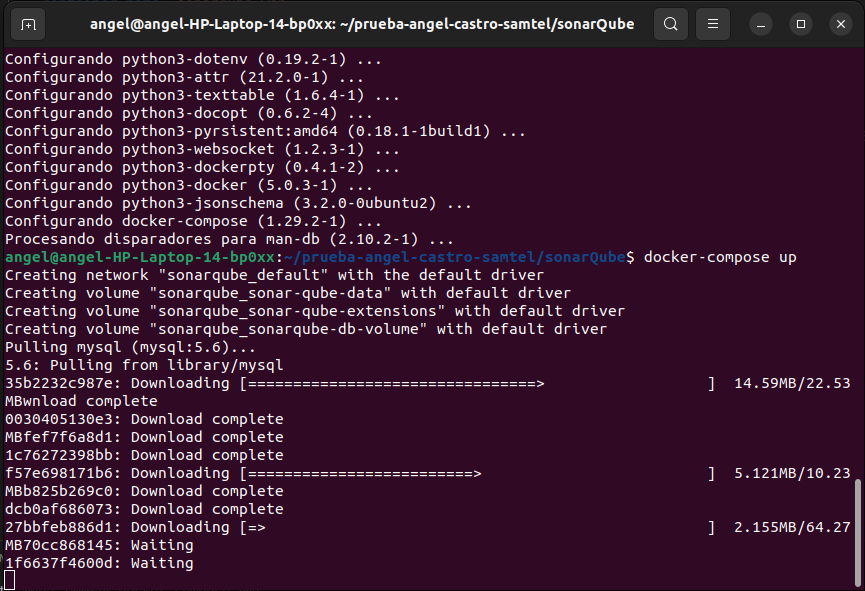 angel@angel-HP-Laptop-14-bp0xx: ~/prueba-angel-castro-samtel/sonarQube
Configurando python3-dotenv (0.19.2-1) ...
Configurando python3-attr (21.2.0-1) ...
Configurando python3-texttable (1.6.4-1) ...
Configurando python3-docopt (0.6.2-4) ...
Configurando python3-pyrsistent:amd64 (0.18.1-1build1) ...
Configurando python3-websocket (1.2.3-1) ...
Configurando python3-dockerpty (0.4.1-2) ...
Configurando python3-docker (5.0.3-1) ...
Configurando python3-jsonschema (3.2.0-0ubuntu2) ...
Configurando docker-compose (1.29.2-1) ...
Procesando disparadores para man-db (2.10.2-1) ...
angel@angel-HP-Laptop-14-bp0xx:~/prueba-angel-castro-samtel/sonarQube$ docker-compose up
Creating network "sonarqube_default" with the default driver
Creating volume "sonarqube_sonar-qube-data" with default driver
Creating volume "sonarqube_sonar-qube-extensions" with default driver
Creating volume "sonarqube_sonarqube-db-volume" with default driver
Pulling mysql (mysql:5.6)...
5.6: Pulling from library/mysql
35b2232c987e: Downloading [================================>                  ]  14.59MB/22.53
MBwnload complete
0030405130e3: Download complete
MBfef7f6a8d1: Download complete
1c76272398bb: Download complete
f57e698171b6: Downloading [=========================>                         ]  5.121MB/10.23
MBb825b269c0: Download complete
dcb0af686073: Download complete
27bbfeb886d1: Downloading [=>                                                 ]  2.155MB/64.27
MB70cc868145: Waiting
1f6637f4600d: Waiting